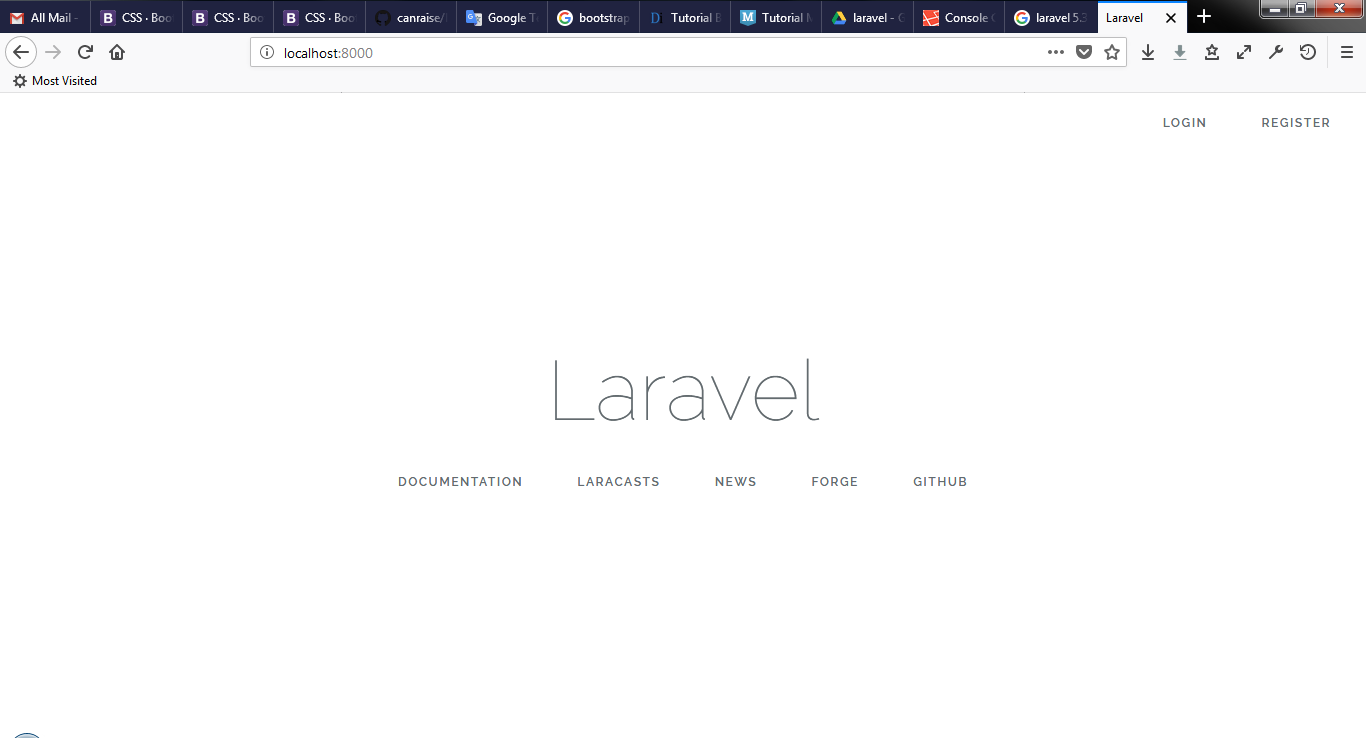 All Mail - CSS · Boo CSS · Boo CSS · Boo canraise/ Google T bootstrap Tutorial B Tutorial M laravel - G Console C laravel 5.3 Laravel
localhost:8000
Most Visited
LOGIN REGISTER
Laravel
DOCUMENTATION LARACASTS NEWS FORGE GITHUB